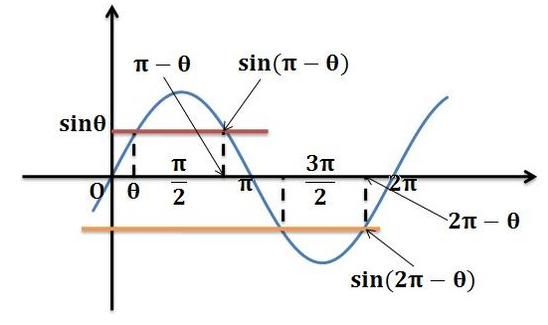 π − θ
sin(π − θ)
sinθ
O
θ
π/2
π
3π/2
2π
2π − θ
sin(2π − θ)